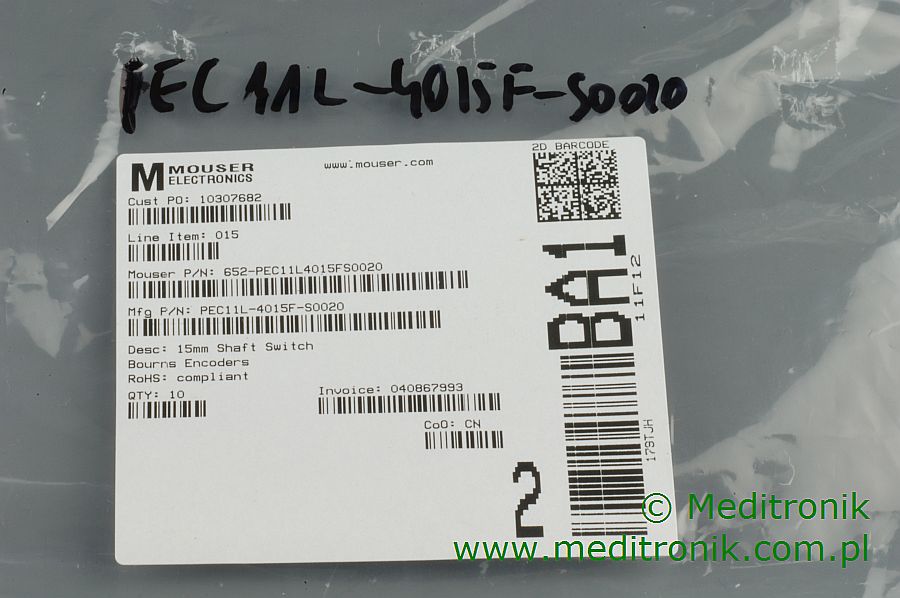 PEC11L-4015F-S0020
MOUSER
ELECTRONICS
www.mouser.com
2D BARCODE
Cust PO: 10307682
Line Item: 015
Mouser P/N: 652-PEC11L4015FS0020
Mfg P/N: PEC11L-4015F-S0020
Desc: 15mm Shaft Switch
Bourns Encoders
RoHS: compliant
QTY: 10
Invoice: 040867993
CoO: CN
BA1
11F12
179TJH
2
© Meditronik
www.meditronik.com.pl